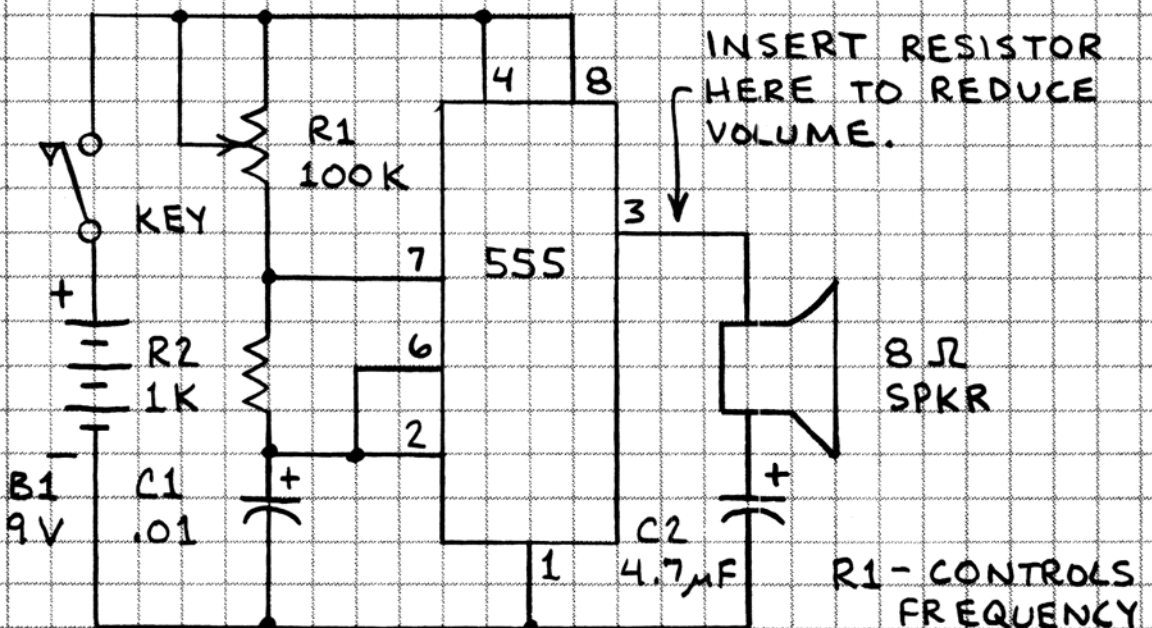 INSERT RESISTOR
HERE TO REDUCE
VOLUME.
4
8
R1
100K
KEY
3
7
555
+
6
R2
1K
8 Ω
SPKR
2
−
+
+
B1
9V
C1
.01
C2
4.7μF
1
R1 - CONTROLS
FREQUENCY